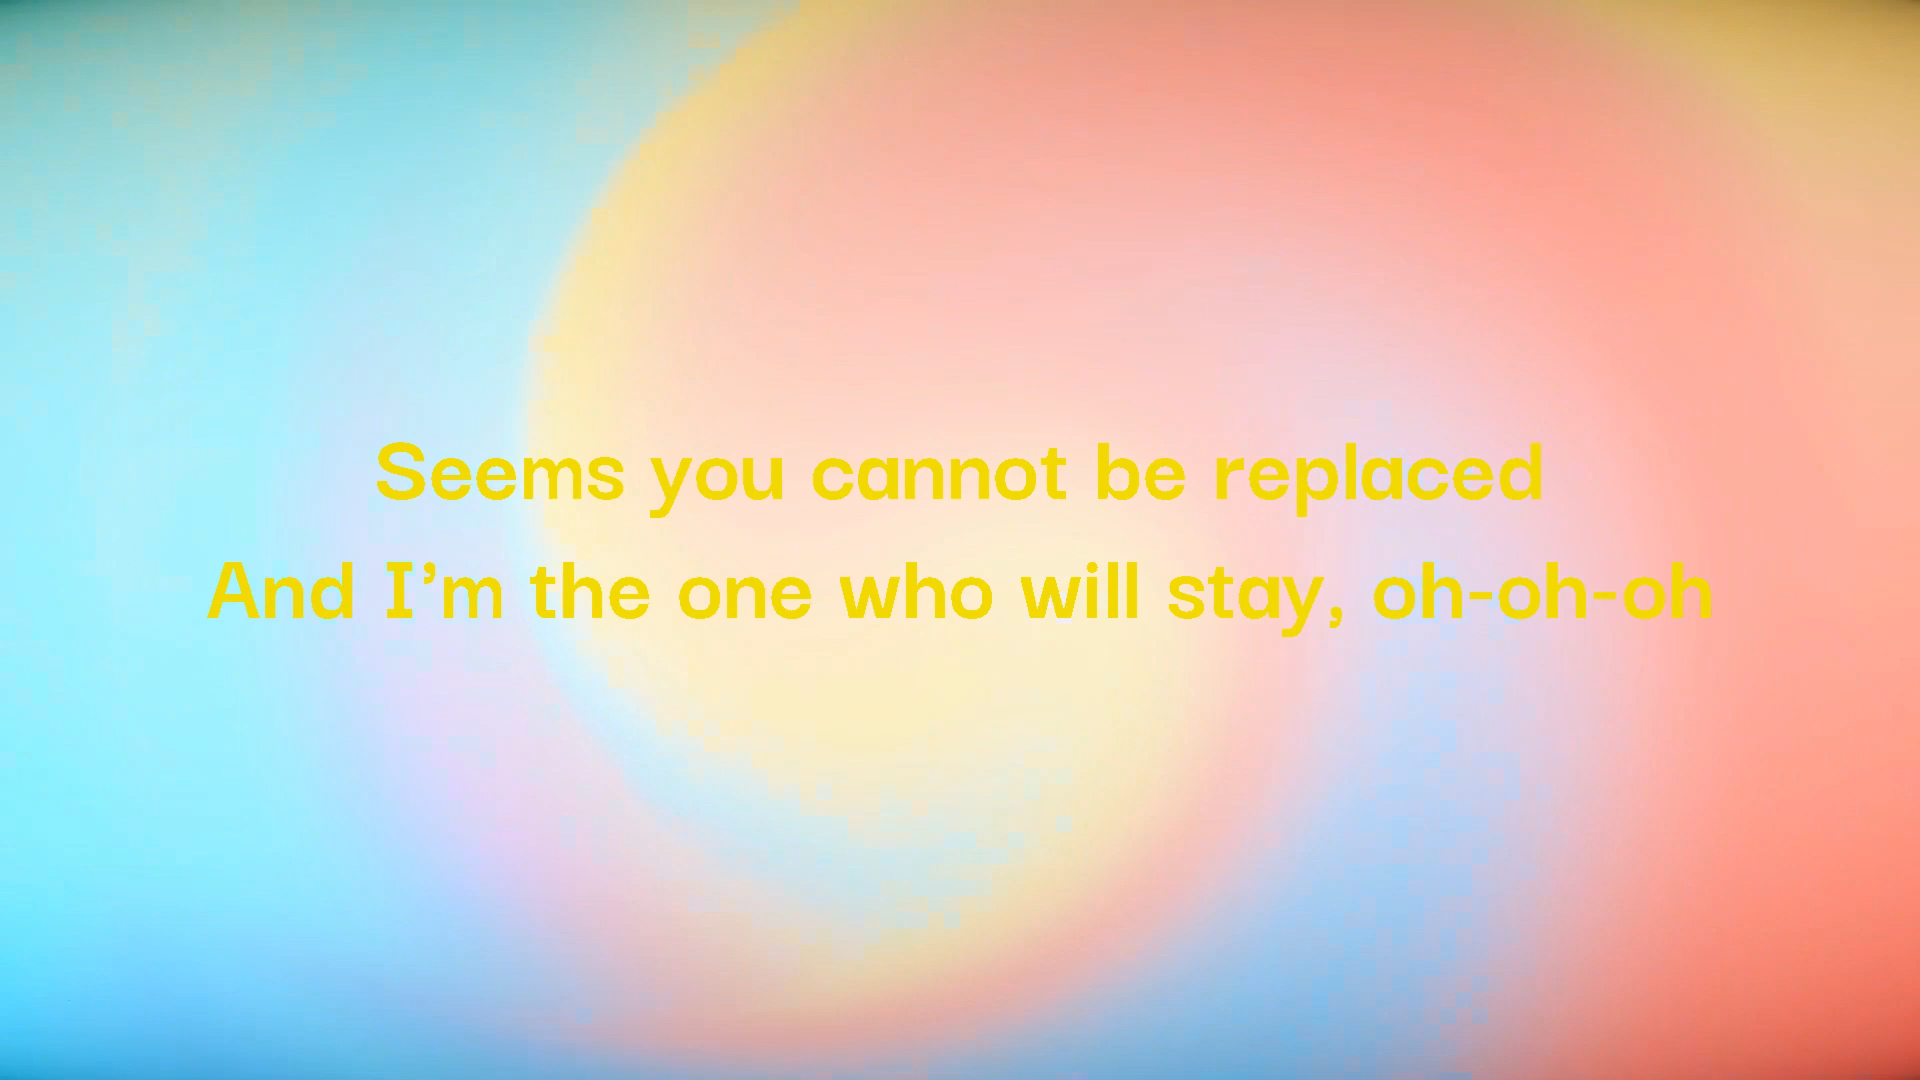 Seems you cannot be replaced
And I'm the one who will stay, oh-oh-oh